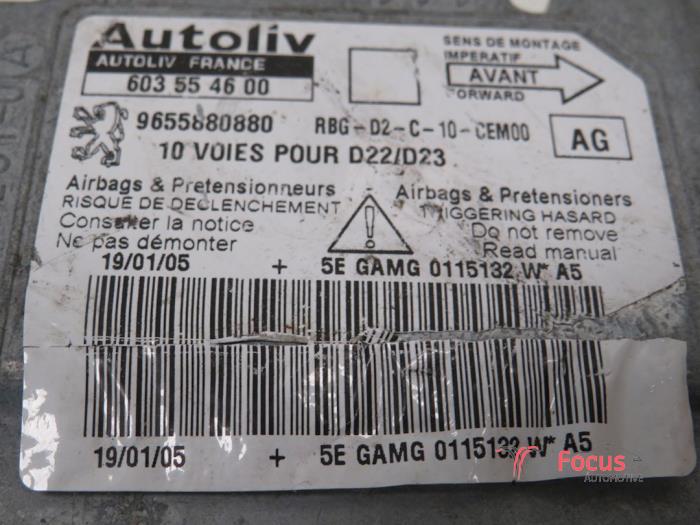 Autoliv
AUTOLIV FRANCE
603 55 46 00
SENS DE MONTAGE
IMPERATIF
AVANT
FORWARD
9655880880 RBG-D2-C-10-CEM00 AG
10 VOIES POUR D22/D23
Airbags & Pretensionneurs
RISQUE DE DECLENCHEMENT
Consulter la notice
Ne pas démonter
Airbags & Pretensioners
TRIGGERING HASARD
Do not remove
Read manual
19/01/05 + 5E GAMG 0115132 W* A5
19/01/05 + 5E GAMG 0115132 W* A5
Focus
AUTOMOTIVE